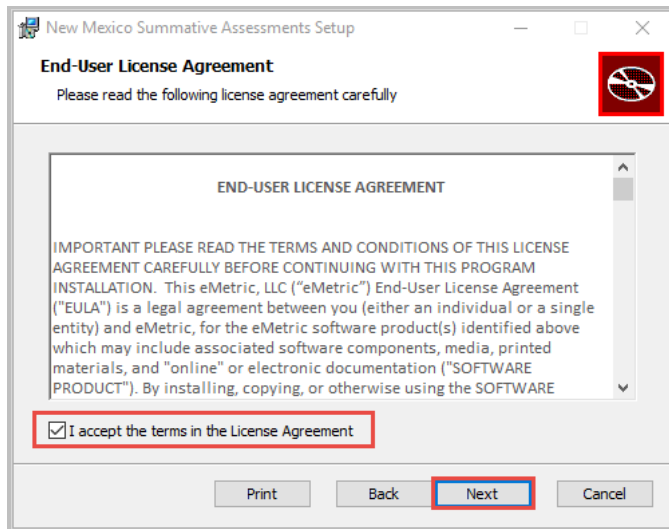 New Mexico Summative Assessments Setup
End-User License Agreement
Please read the following license agreement carefully
END-USER LICENSE AGREEMENT
IMPORTANT PLEASE READ THE TERMS AND CONDITIONS OF THIS LICENSE
AGREEMENT CAREFULLY BEFORE CONTINUING WITH THIS PROGRAM
INSTALLATION. This eMetric, LLC (“eMetric”) End-User License Agreement
("EULA") is a legal agreement between you (either an individual or a single
entity) and eMetric, for the eMetric software product(s) identified above
which may include associated software components, media, printed
materials, and "online" or electronic documentation ("SOFTWARE
PRODUCT"). By installing, copying, or otherwise using the SOFTWARE
I accept the terms in the License Agreement
Print Back Next Cancel